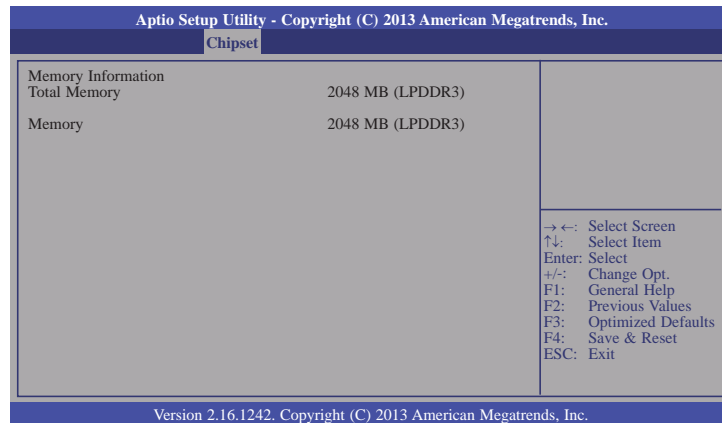 Aptio Setup Utility - Copyright (C) 2013 American Megatrends, Inc.
Chipset
Memory Information
Total Memory 2048 MB (LPDDR3)
Memory 2048 MB (LPDDR3)
→←: Select Screen
↑↓: Select Item
Enter: Select
+/-: Change Opt.
F1: General Help
F2: Previous Values
F3: Optimized Defaults
F4: Save & Reset
ESC: Exit
Version 2.16.1242. Copyright (C) 2013 American Megatrends, Inc.